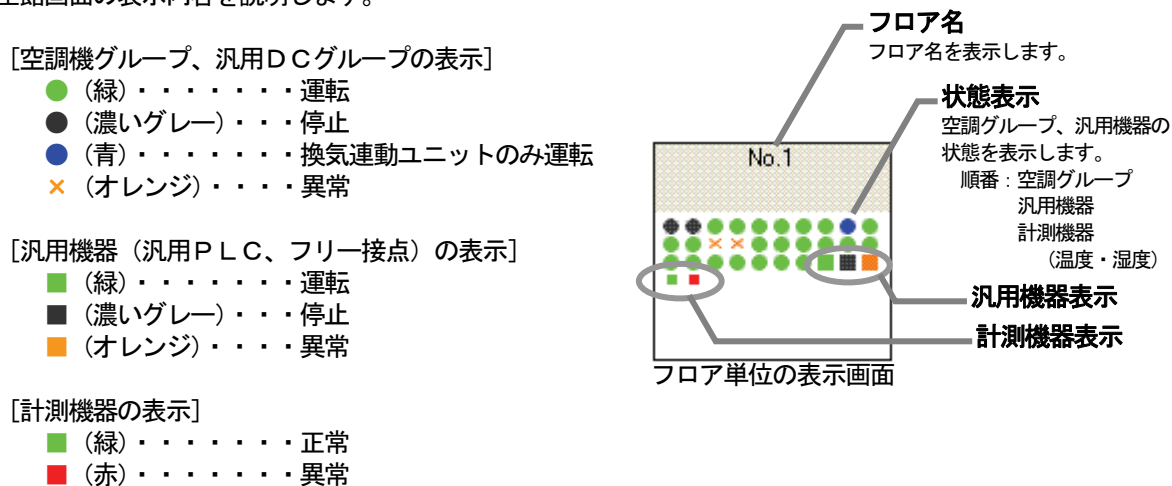 全館画面の表示内容を説明します。
[空調機グループ、汎用DCグループの表示]
●（緑）・・・・・・・運転
●（濃いグレー）・・・停止
●（青）・・・・・・・換気連動ユニットのみ運転
×（オレンジ）・・・・異常
[汎用機器（汎用PLC、フリー接点）の表示]
■（緑）・・・・・・・運転
■（濃いグレー）・・・停止
■（オレンジ）・・・・異常
[計測機器の表示]
■（緑）・・・・・・・正常
■（赤）・・・・・・・異常
フロア名
フロア名を表示します。
状態表示
空調グループ、汎用機器の
状態を表示します。
順番：空調グループ
汎用機器
計測機器
（温度・湿度）
汎用機器表示
計測機器表示
No.1
フロア単位の表示画面